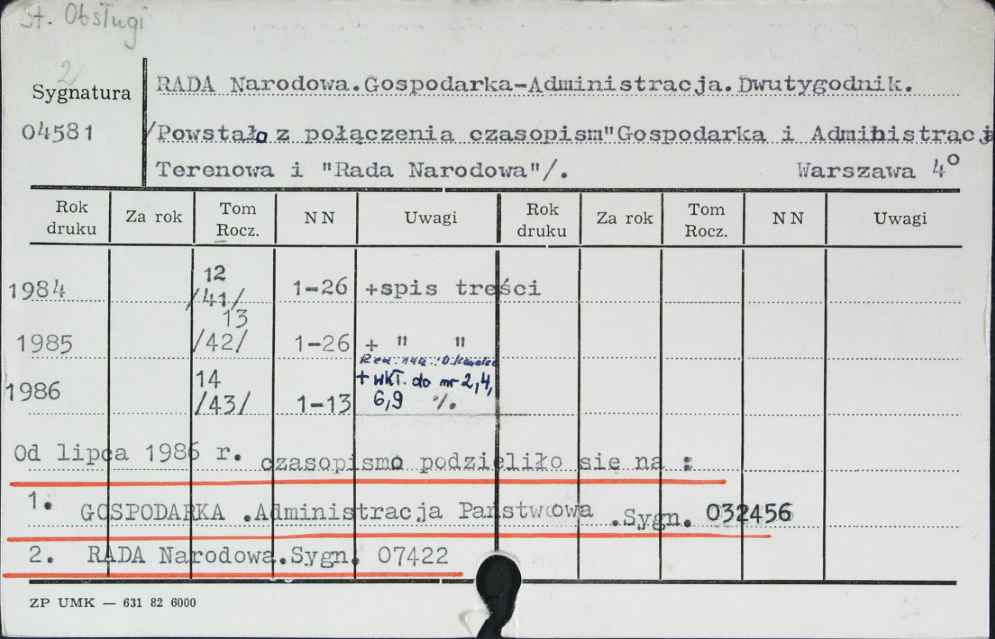 st. Obsługi
2
Sygnatura
04581
RADA Narodowa.Gospodarka-Administracja.Dwutygodnik.
/Powstało z połączenia czasopism"Gospodarka i Administracja
Terenowa i "Rada Narodowa"/. Warszawa 4°
Rok druku Za rok Tom Rocz. NN Uwagi Rok druku Za rok Tom Rocz. NN Uwagi
1984 12 /41/ 1-26 +spis treści
1985 13 /42/ 1-26 + " "
1986 14 /43/ 1-13 + wkł. do nr 2,4, 6,9 %.
Od lipca 1986 r. czasopismo podzieliło się na :
1. GOSPODARKA .Administracja Państwowa .Sygn. 032456
2. RADA Narodowa.Sygn. 07422
ZP UMK — 631 82 6000